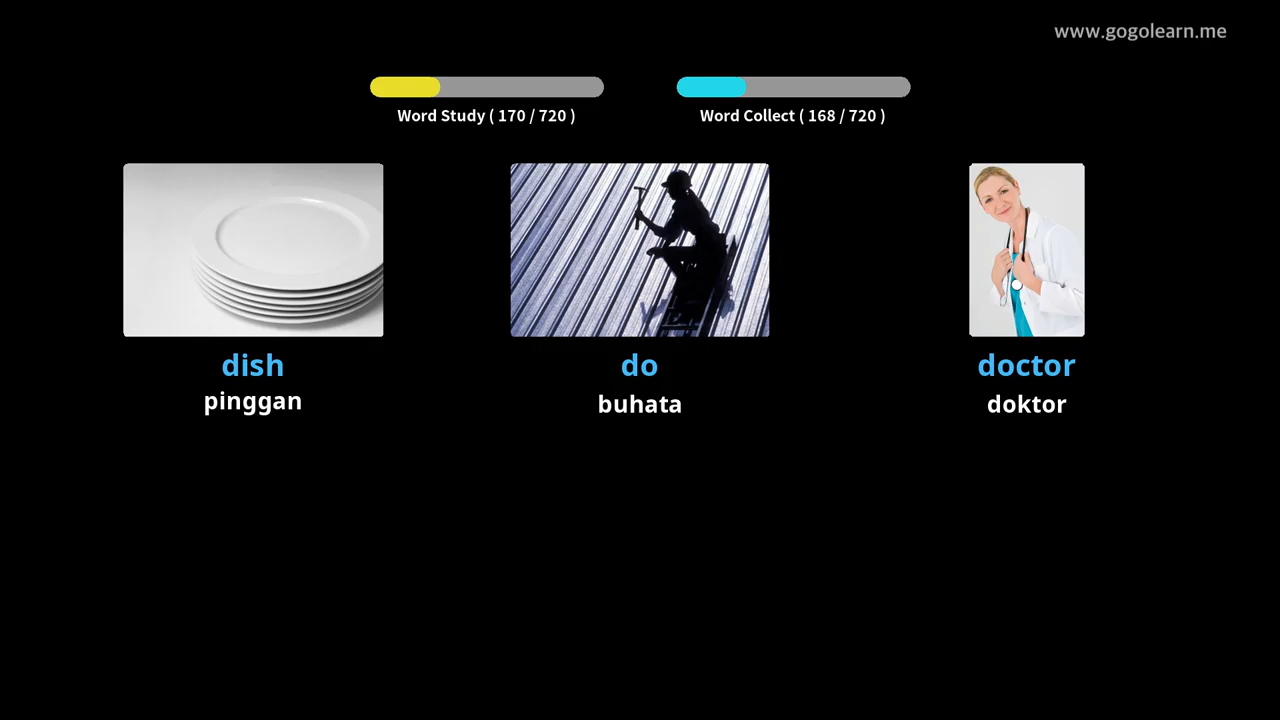 www.gogolearn.me
Word Study ( 170 / 720 )
Word Collect ( 168 / 720 )
dish
pinggan
do
buhata
doctor
doktor